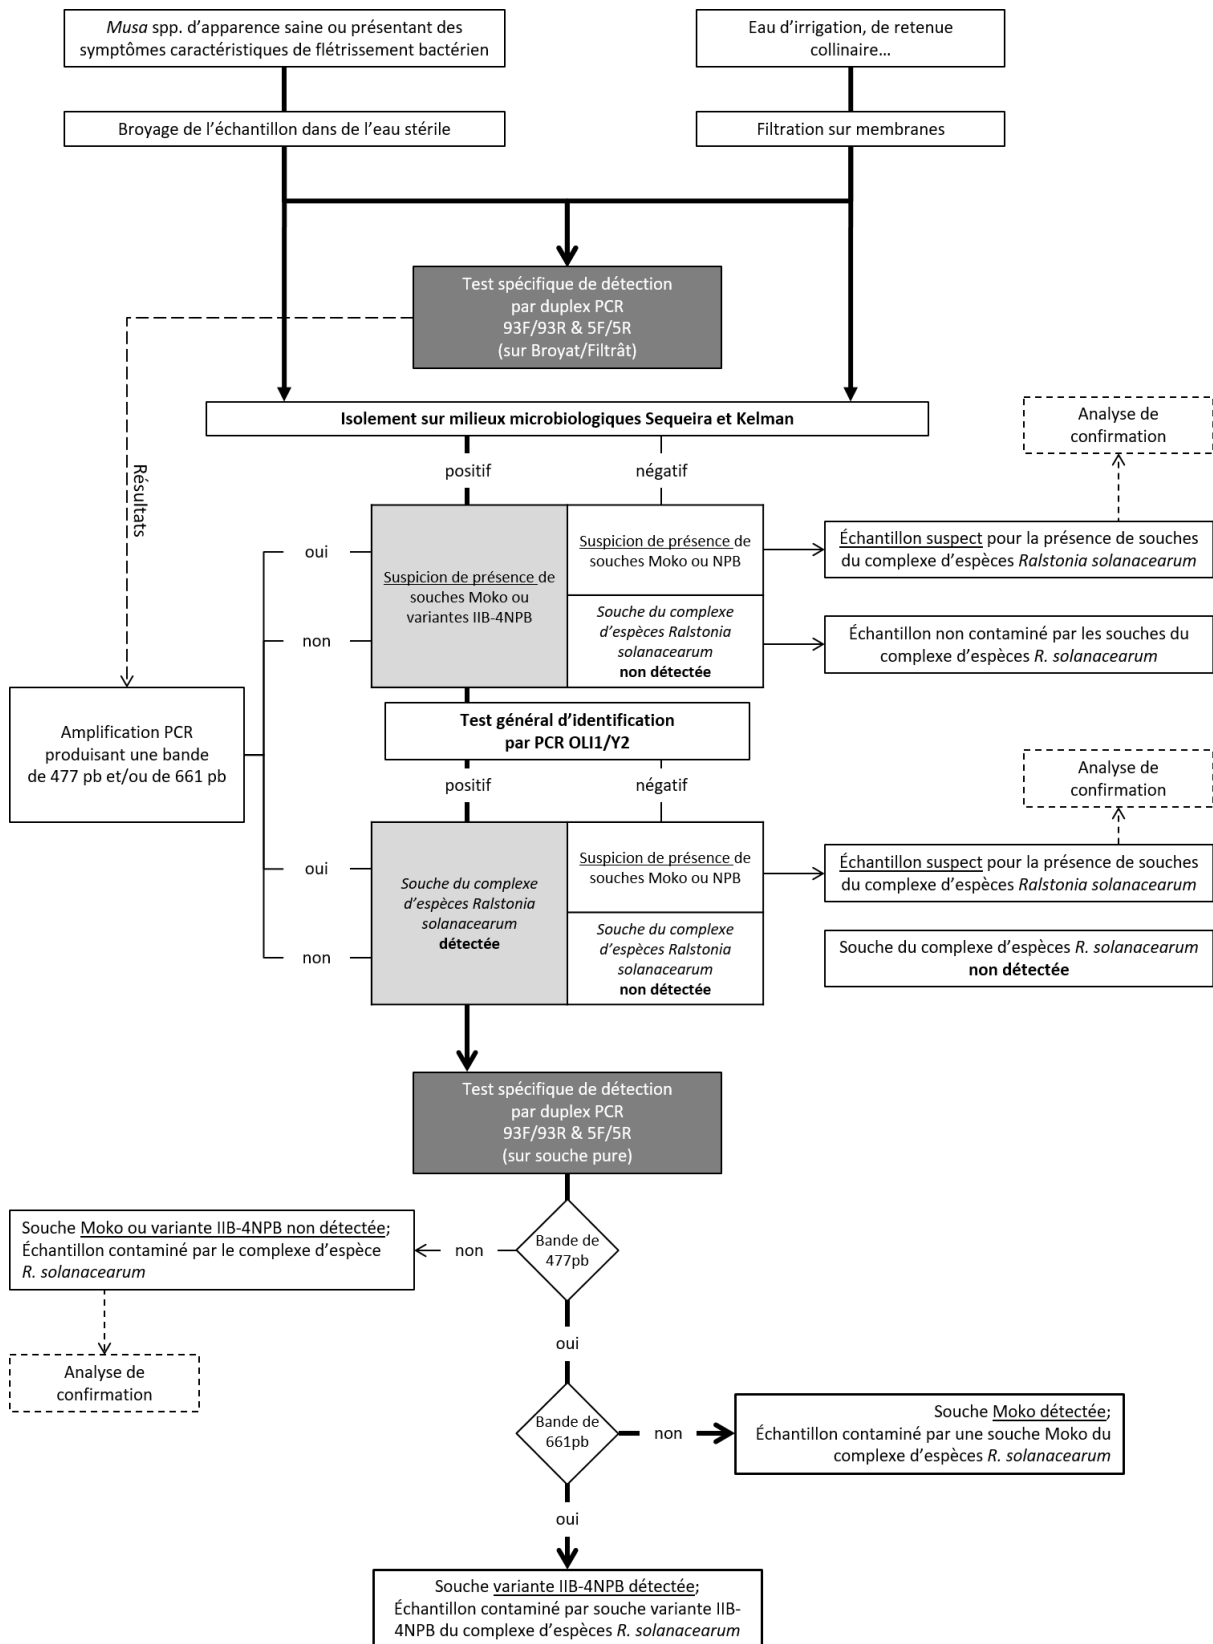 Musa spp. d'apparence saine ou présentant des
symptômes caractéristiques de flétrissement bactérien
Eau d'irrigation, de retenue
collinaire…
Broyage de l'échantillon dans de l'eau stérile
Filtration sur membranes
Test spécifique de détection
par duplex PCR
93F/93R & 5F/5R
(sur Broyat/Filtrât)
Résultats
Isolement sur milieux microbiologiques Sequeira et Kelman
positif
négatif
Analyse de
confirmation
oui
non
Suspicion de présence de
souches Moko ou
variantes IIB-4NPB
Suspicion de présence de
souches Moko ou NPB
Souche du complexe
d'espèces Ralstonia
solanacearum
non détectée
Échantillon suspect pour la présence de souches
du complexe d'espèces Ralstonia solanacearum
Échantillon non contaminé par les souches du
complexe d'espèces R. solanacearum
Amplification PCR
produisant une bande
de 477 pb et/ou de 661 pb
Test général d'identification
par PCR OLI1/Y2
positif
négatif
Analyse de
confirmation
oui
non
Souche du complexe
d'espèces Ralstonia
solanacearum
détectée
Suspicion de présence de
souches Moko ou NPB
Souche du complexe
d'espèces Ralstonia
solanacearum
non détectée
Échantillon suspect pour la présence de souches
du complexe d'espèces Ralstonia solanacearum
Souche du complexe d'espèces R. solanacearum
non détectée
Test spécifique de détection
par duplex PCR
93F/93R & 5F/5R
(sur souche pure)
Bande de
477pb
non
Souche Moko ou variante IIB-4NPB non détectée;
Échantillon contaminé par le complexe d'espèce
R. solanacearum
Analyse de
confirmation
oui
Bande de
661pb
non
Souche Moko détectée;
Échantillon contaminé par une souche Moko du
complexe d'espèces R. solanacearum
oui
Souche variante IIB-4NPB détectée;
Échantillon contaminé par souche variante IIB-
4NPB du complexe d'espèces R. solanacearum